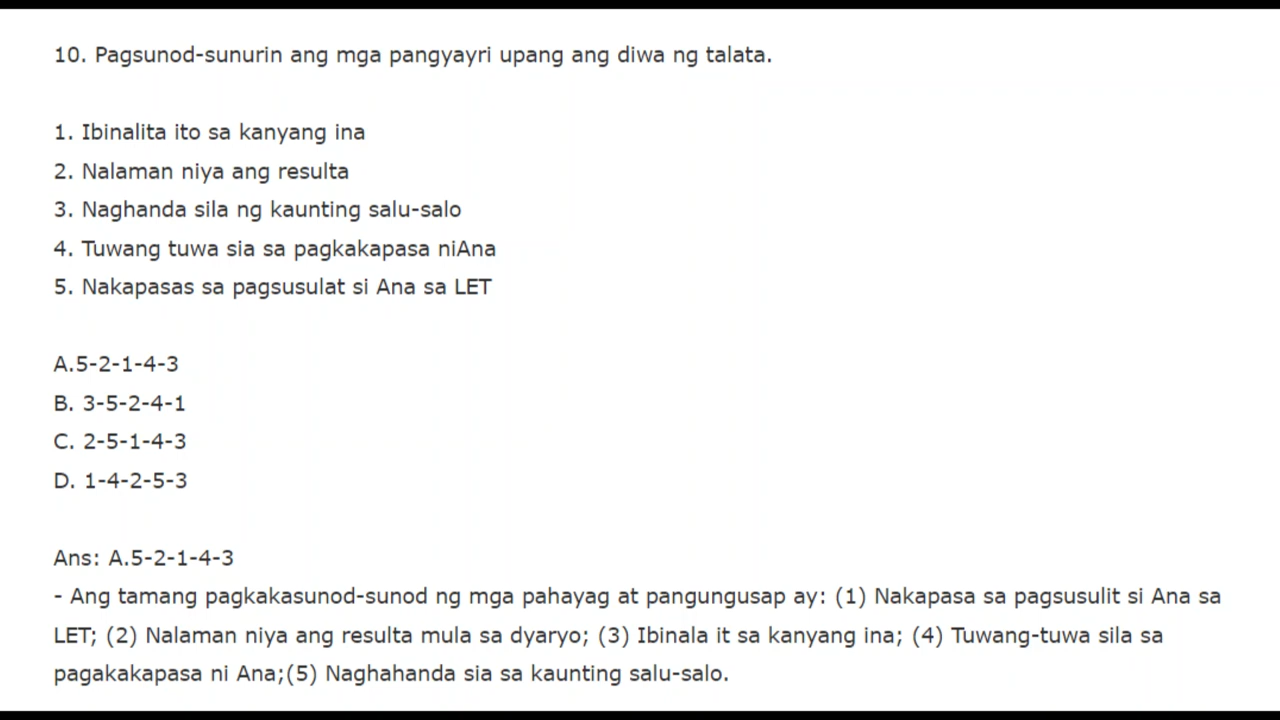 10. Pagsunod-sunurin ang mga pangyayri upang ang diwa ng talata.
1. Ibinalita ito sa kanyang ina
2. Nalaman niya ang resulta
3. Naghanda sila ng kaunting salu-salo
4. Tuwang tuwa sia sa pagkakapasa niAna
5. Nakapasas sa pagsusulat si Ana sa LET
A.5-2-1-4-3
B. 3-5-2-4-1
C. 2-5-1-4-3
D. 1-4-2-5-3
Ans: A.5-2-1-4-3
- Ang tamang pagkakasunod-sunod ng mga pahayag at pangungusap ay: (1) Nakapasa sa pagsusulit si Ana sa
LET; (2) Nalaman niya ang resulta mula sa dyaryo; (3) Ibinala it sa kanyang ina; (4) Tuwang-tuwa sila sa
pagakakapasa ni Ana;(5) Naghahanda sia sa kaunting salu-salo.